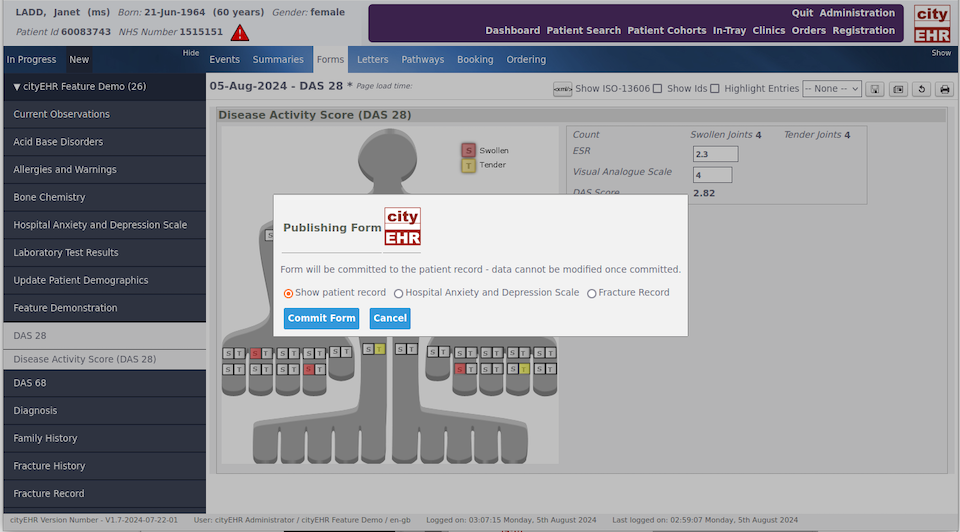 LADD, Janet (ms) Born: 21-Jun-1964 (60 years) Gender: female
Patient Id 60083743 NHS Number 1515151
Quit Administration
Dashboard Patient Search Patient Cohorts In-Tray Clinics Orders Registration
city
EHR
In Progress New Hide
Events Summaries Forms Letters Pathways Booking Ordering Show
▼ cityEHR Feature Demo (26)
Current Observations
Acid Base Disorders
Allergies and Warnings
Bone Chemistry
Hospital Anxiety and Depression Scale
Laboratory Test Results
Update Patient Demographics
Feature Demonstration
DAS 28
Disease Activity Score (DAS 28)
DAS 68
Diagnosis
Family History
Fracture History
Fracture Record
05-Aug-2024 - DAS 28 * Page load time:
Show ISO-13606 Show Ids Highlight Entries -- None --
Disease Activity Score (DAS 28)
S Swollen
T Tender
Count Swollen Joints 4 Tender Joints 4
ESR 2.3
Visual Analogue Scale 4
DAS Score 2.82
Publishing Form
city
EHR
Form will be committed to the patient record - data cannot be modified once committed.
Show patient record Hospital Anxiety and Depression Scale Fracture Record
Commit Form Cancel
S
S T S T S T S T S T S T S T S T S T S T S T S T
S T S T S T S T S T S T S T S T
cityEHR Version Number - V1.7-2024-07-22-01 User: cityEHR Administrator / cityEHR Feature Demo / en-gb Logged on: 03:07:15 Monday, 5th August 2024 Last logged on: 02:59:07 Monday, 5th August 2024